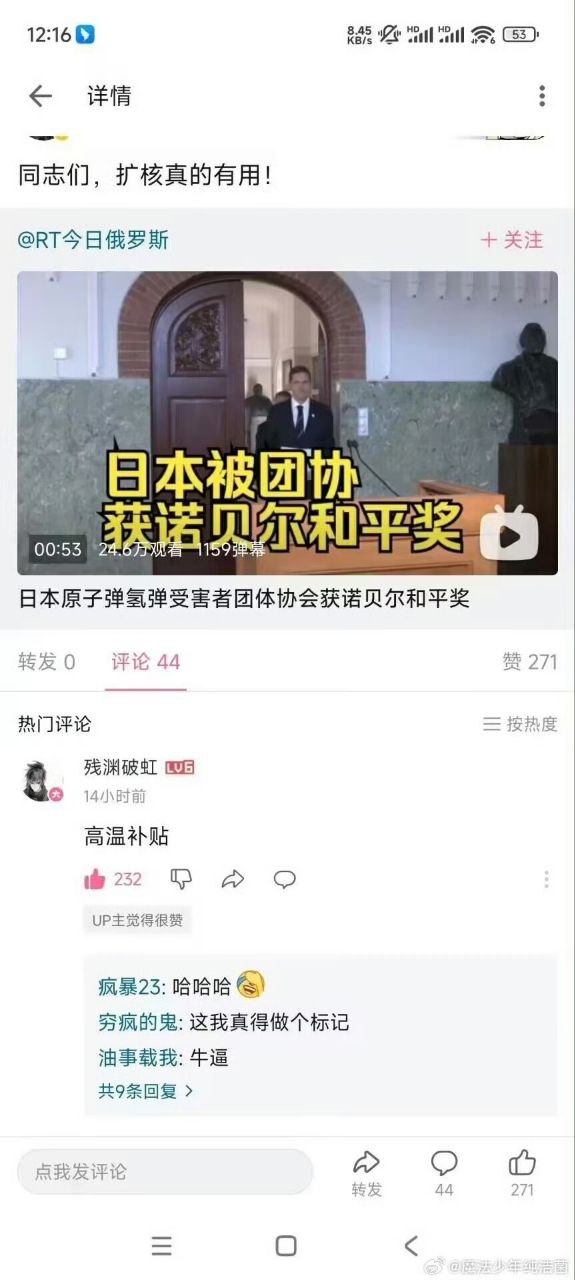 12:16
8.45
KB/s
HD
HD
6
53
详情
同志们，扩核真的有用！
@RT今日俄罗斯
+ 关注
日本被团协
获诺贝尔和平奖
00:53 24.6万观看 1159弹幕
日本原子弹氢弹受害者团体协会获诺贝尔和平奖
转发 0 评论 44 赞 271
热门评论 按热度
残渊破虹 LV6
大
14小时前
高温补贴
232
UP主觉得很赞
疯暴23: 哈哈哈
穷疯的鬼: 这我真得做个标记
油事载我: 牛逼
共9条回复 >
点我发评论
转发 44 271
@魔法少年纯洁菌